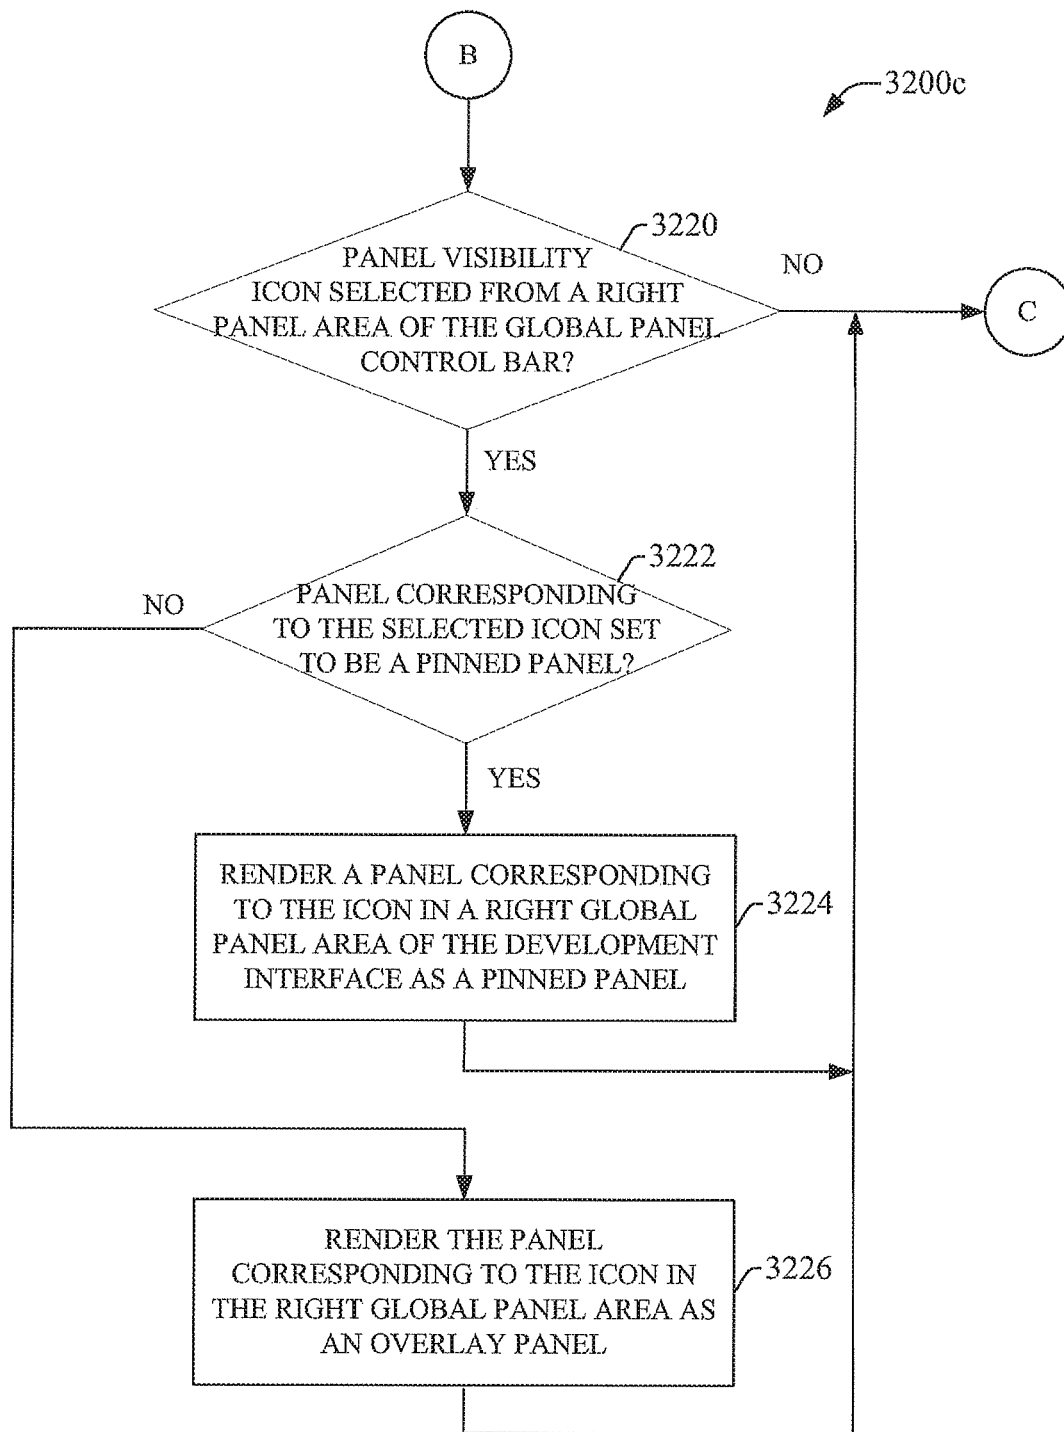 B
3200c
3220
PANEL VISIBILITY
ICON SELECTED FROM A RIGHT
PANEL AREA OF THE GLOBAL PANEL
CONTROL BAR?
NO
C
YES
3222
PANEL CORRESPONDING
TO THE SELECTED ICON SET
TO BE A PINNED PANEL?
NO
YES
RENDER A PANEL CORRESPONDING
TO THE ICON IN A RIGHT GLOBAL
PANEL AREA OF THE DEVELOPMENT
INTERFACE AS A PINNED PANEL
3224
RENDER THE PANEL
CORRESPONDING TO THE ICON IN
THE RIGHT GLOBAL PANEL AREA AS
AN OVERLAY PANEL
3226